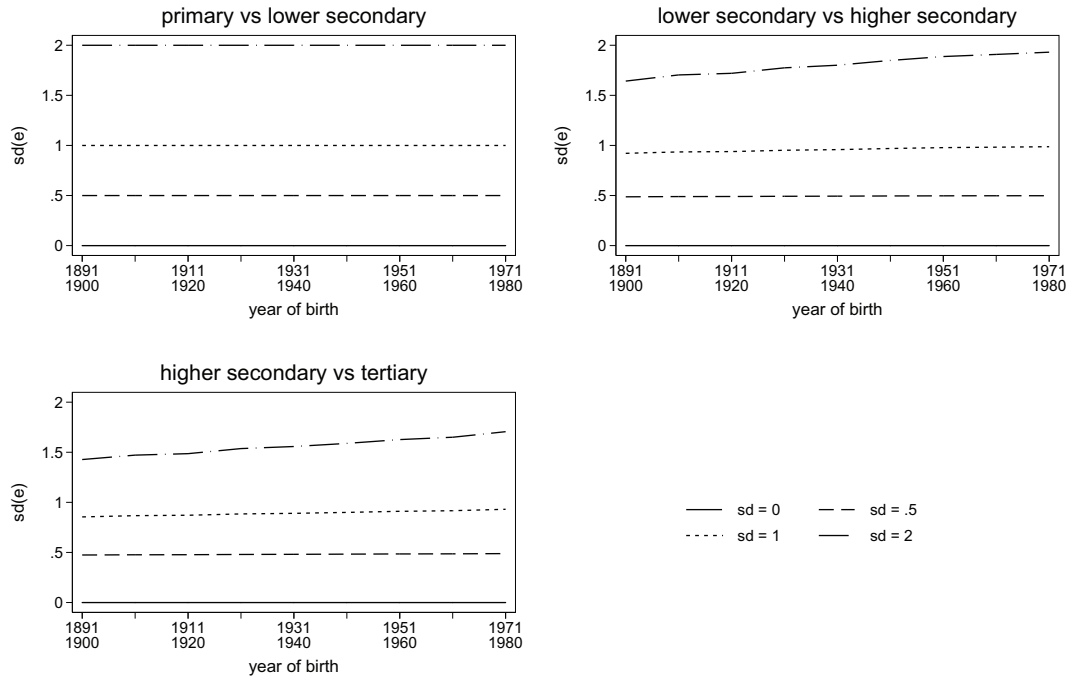 primary vs lower secondary
2
1.5
1
.5
0
sd(e)
1891 1911 1931 1951 1971
1900 1920 1940 1960 1980
year of birth
lower secondary vs higher secondary
2
1.5
1
.5
0
sd(e)
1891 1911 1931 1951 1971
1900 1920 1940 1960 1980
year of birth
higher secondary vs tertiary
2
1.5
1
.5
0
sd(e)
1891 1911 1931 1951 1971
1900 1920 1940 1960 1980
year of birth
sd = 0 sd = .5
sd = 1 sd = 2